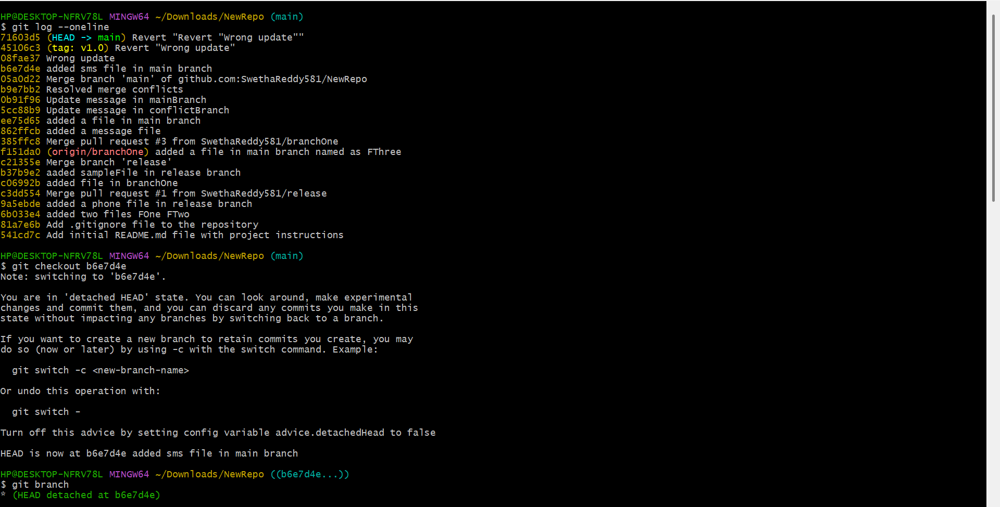 HP@DESKTOP-NFRV78L MINGW64 ~/Downloads/NewRepo (main)
$ git log --oneline
71603d5 (HEAD -> main) Revert "Revert "Wrong update""
45106c3 (tag: v1.0) Revert "Wrong update"
08fae37 Wrong update
b6e7d4e added sms file in main branch
05a0d22 Merge branch 'main' of github.com:SwethaReddy581/NewRepo
b9e7bb2 Resolved merge conflicts
0b91f96 Update message in mainBranch
5cc88b9 Update message in conflictBranch
ee75d65 added a file in main branch
862ffcb added a message file
385ffc8 Merge pull request #3 from SwethaReddy581/branchOne
f151da0 (origin/branchOne) added a file in main branch named as FThree
c21355e Merge branch 'release'
b37b9e2 aaded sampleFile in release branch
c06992b added file in branchOne
c3dd554 Merge pull request #1 from SwethaReddy581/release
9a5ebde added a phone file in release branch
6b033e4 added two files FOne FTwo
81a7e6b Add .gitignore file to the repository
541cd7c Add initial README.md file with project instructions
HP@DESKTOP-NFRV78L MINGW64 ~/Downloads/NewRepo (main)
$ git checkout b6e7d4e
Note: switching to 'b6e7d4e'.
You are in 'detached HEAD' state. You can look around, make experimental
changes and commit them, and you can discard any commits you make in this
state without impacting any branches by switching back to a branch.
If you want to create a new branch to retain commits you create, you may
do so (now or later) by using -c with the switch command. Example:
git switch -c <new-branch-name>
Or undo this operation with:
git switch -
Turn off this advice by setting config variable advice.detachedHead to false
HEAD is now at b6e7d4e added sms file in main branch
HP@DESKTOP-NFRV78L MINGW64 ~/Downloads/NewRepo ((b6e7d4e...))
$ git branch
* (HEAD detached at b6e7d4e)